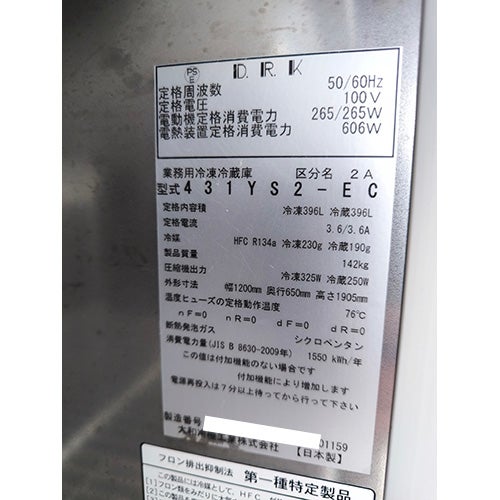 PS E D.R.K
定格周波数 50/60Hz
定格電圧 100V
電動機定格消費電力 265/265W
電熱装置定格消費電力 606W
業務用冷凍冷蔵庫 区分名 2A
型式 431YS2-EC
定格内容積 冷凍396L 冷蔵396L
定格電流 3.6/3.6A
冷媒 HFC R134a 冷凍230g 冷蔵190g
製品質量 142kg
圧縮機出力 冷凍325W 冷蔵250W
外形寸法 幅1200mm 奥行650mm 高さ1905mm
温度ヒューズの定格動作温度 76℃
nF=0 nR=0 dF=0 dR=0
断熱発泡ガス シクロペンタン
消費電力量(JIS B 8630-2009年) 1550 kWh/年
この値は付加機能のない場合です
付加機能により増加します
電源再投入は7分以上待ってから行って下さい
製造番号 01159
大和冷機工業株式会社 【日本製】
フロン排出抑制法 第一種特定製品